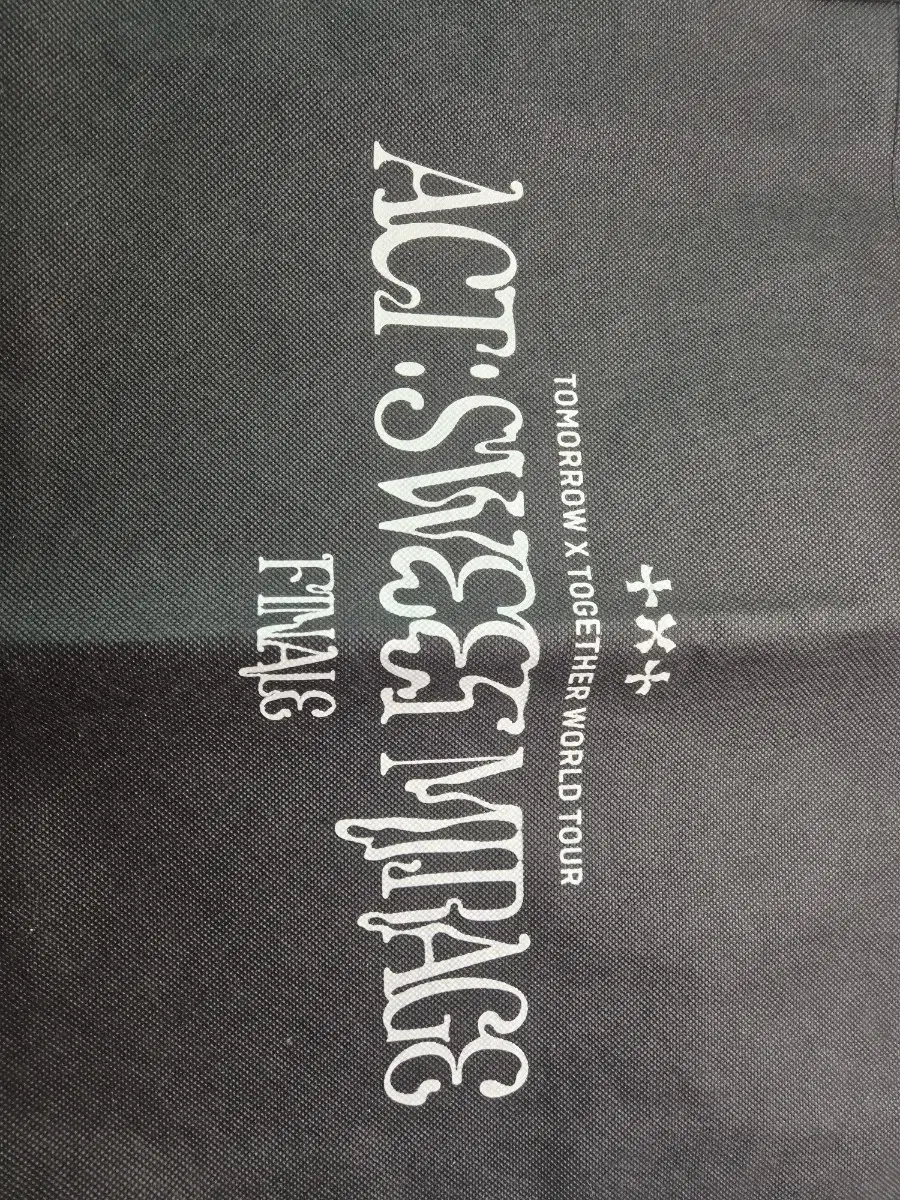 +×+
TOMORROW X TOGETHER WORLD TOUR
ACT : SWEET MIRAGE
FINALE